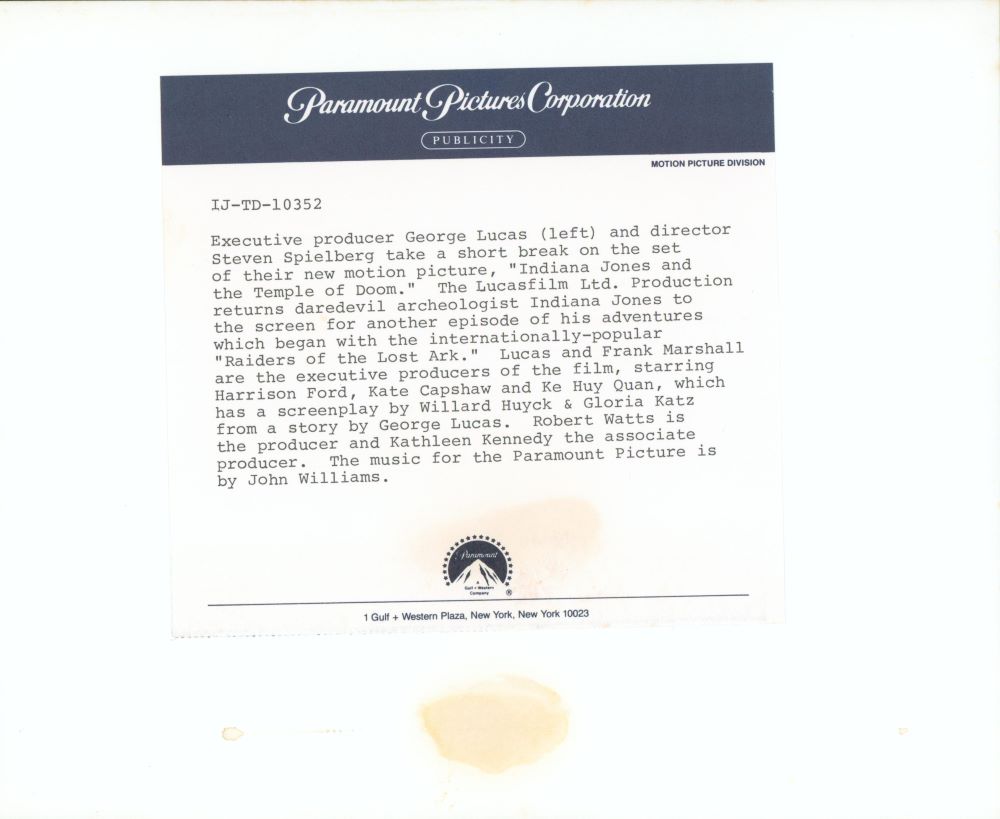 Paramount Pictures Corporation
PUBLICITY
MOTION PICTURE DIVISION
IJ-TD-10352
Executive producer George Lucas (left) and director
Steven Spielberg take a short break on the set
of their new motion picture, "Indiana Jones and
the Temple of Doom." The Lucasfilm Ltd. Production
returns daredevil archeologist Indiana Jones to
the screen for another episode of his adventures
which began with the internationally-popular
"Raiders of the Lost Ark." Lucas and Frank Marshall
are the executive producers of the film, starring
Harrison Ford, Kate Capshaw and Ke Huy Quan, which
has a screenplay by Willard Huyck & Gloria Katz
from a story by George Lucas. Robert Watts is
the producer and Kathleen Kennedy the associate
producer. The music for the Paramount Picture is
by John Williams.
Paramount
A
Gulf + Western
Company
®
1 Gulf + Western Plaza, New York, New York 10023